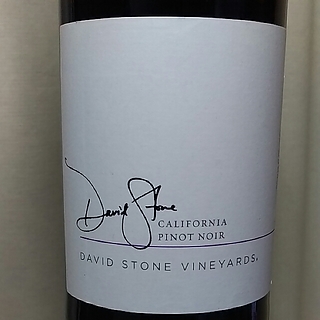 David Stone
CALIFORNIA
PINOT NOIR
DAVID STONE VINEYARDS®